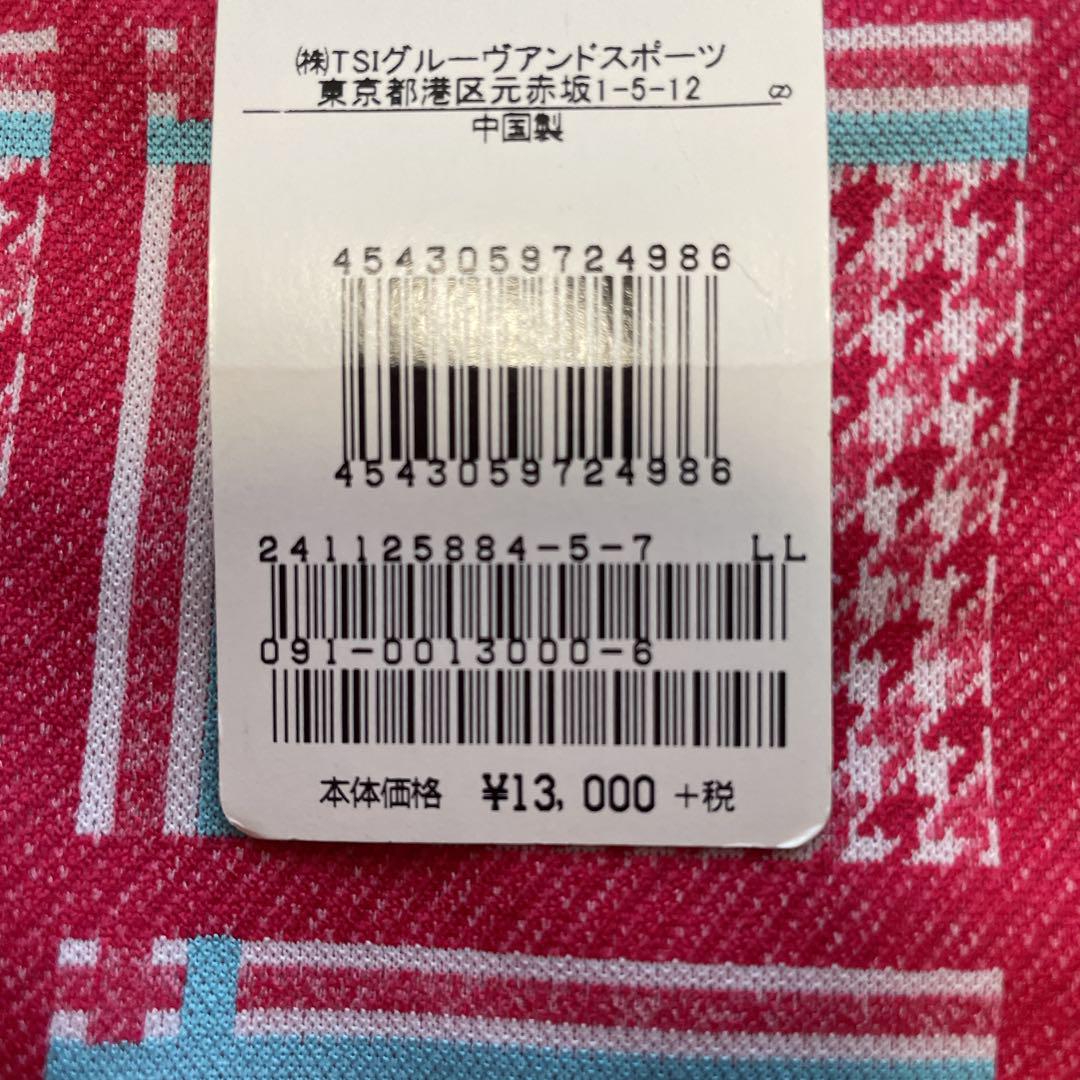 ㈱TSIグルーヴアンドスポーツ
東京都港区元赤坂1-5-12 (Z)
中国製
4543059724986
4543059724986
241125884-5-7 LL
091-0013000-6
本体価格 ¥13,000 +税